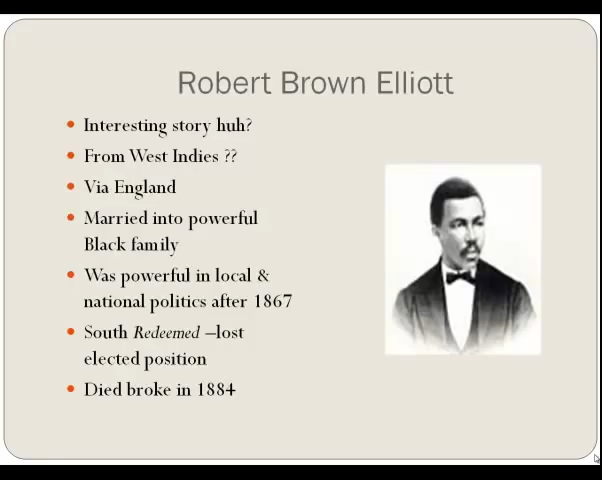 Robert Brown Elliott
Interesting story huh?
From West Indies ??
Via England
Married into powerful
Black family
Was powerful in local &
national politics after 1867
South Redeemed –lost
elected position
Died broke in 1884